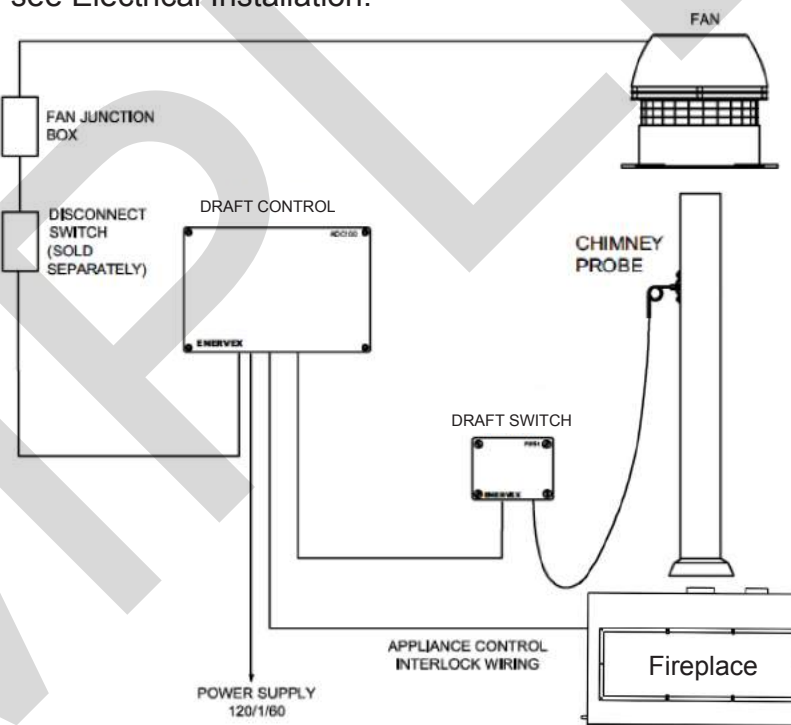 see Electrical Installation.
FAN
FAN JUNCTION
BOX
DISCONNECT
SWITCH
(SOLD
SEPARATELY)
DRAFT CONTROL
ADC100
ENERVEX
CHIMNEY
PROBE
DRAFT SWITCH
ENERVEX
APPLIANCE CONTROL
INTERLOCK WIRING
Fireplace
POWER SUPPLY
120/1/60